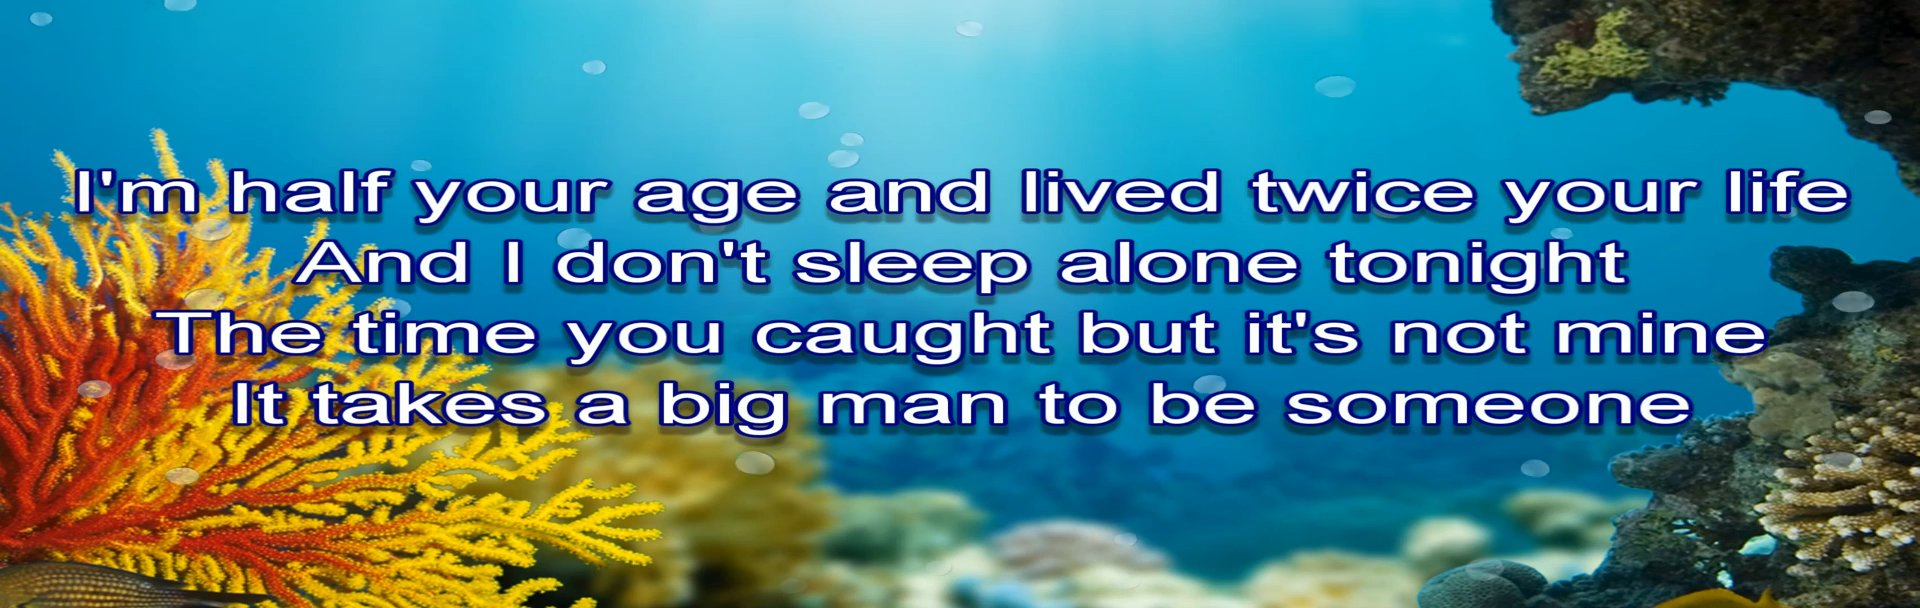 I'm half your age and lived twice your life
And I don't sleep alone tonight
The time you caught but it's not mine
It takes a big man to be someone